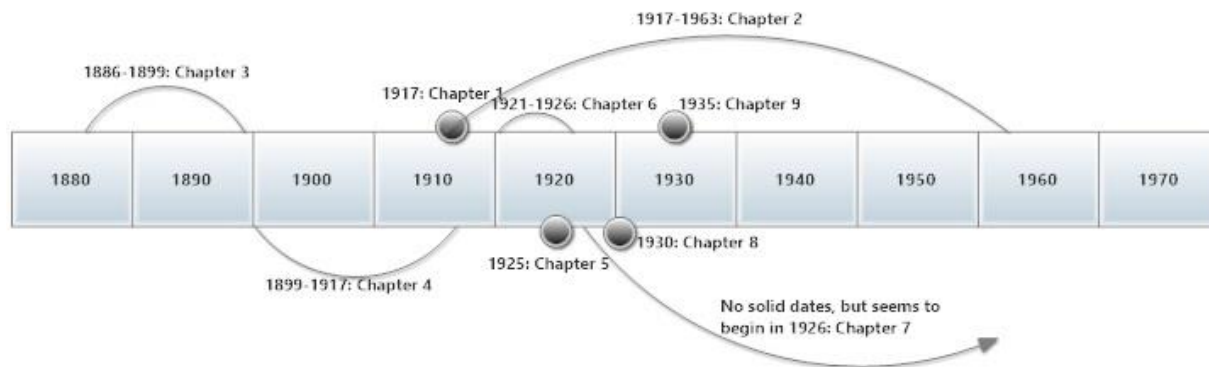 1917-1963: Chapter 2
1886-1899: Chapter 3
1917: Chapter 1
1921-1926: Chapter 6
1935: Chapter 9
1880
1890
1900
1910
1920
1930
1940
1950
1960
1970
1925: Chapter 5
1930: Chapter 8
1899-1917: Chapter 4
No solid dates, but seems to
begin in 1926: Chapter 7